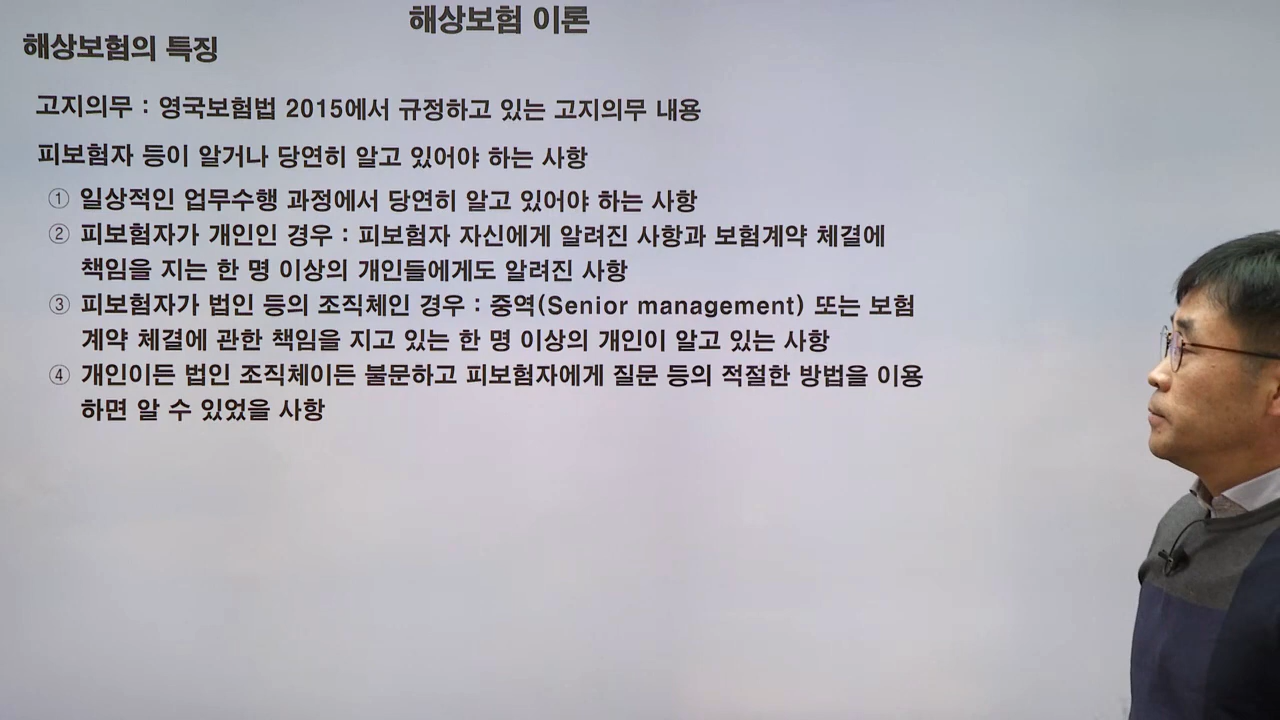 해상보험 이론
해상보험의 특징
고지의무 : 영국보험법 2015에서 규정하고 있는 고지의무 내용
피보험자 등이 알거나 당연히 알고 있어야 하는 사항
① 일상적인 업무수행 과정에서 당연히 알고 있어야 하는 사항
② 피보험자가 개인인 경우 : 피보험자 자신에게 알려진 사항과 보험계약 체결에
책임을 지는 한 명 이상의 개인들에게도 알려진 사항
③ 피보험자가 법인 등의 조직체인 경우 : 중역(Senior management) 또는 보험
계약 체결에 관한 책임을 지고 있는 한 명 이상의 개인이 알고 있는 사항
④ 개인이든 법인 조직체이든 불문하고 피보험자에게 질문 등의 적절한 방법을 이용
하면 알 수 있었을 사항